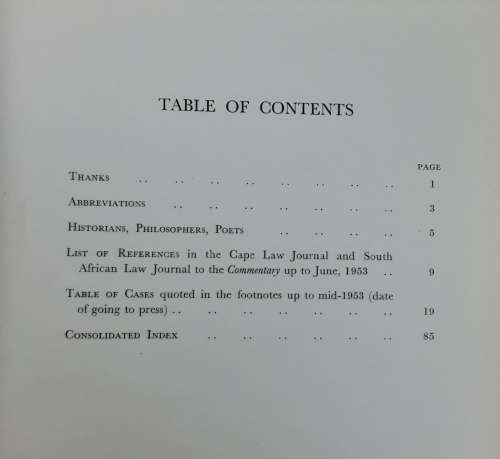 TABLE OF CONTENTS
PAGE
THANKS .. .. .. .. .. .. .. 1
ABBREVIATIONS .. .. .. .. .. .. 3
HISTORIANS, PHILOSOPHERS, POETS .. .. .. .. 5
LIST OF REFERENCES in the Cape Law Journal and South
African Law Journal to the Commentary up to June, 1953 .. 9
TABLE OF CASES quoted in the footnotes up to mid-1953 (date
of going to press) .. .. .. .. .. .. .. 19
CONSOLIDATED INDEX .. .. .. .. .. .. 85